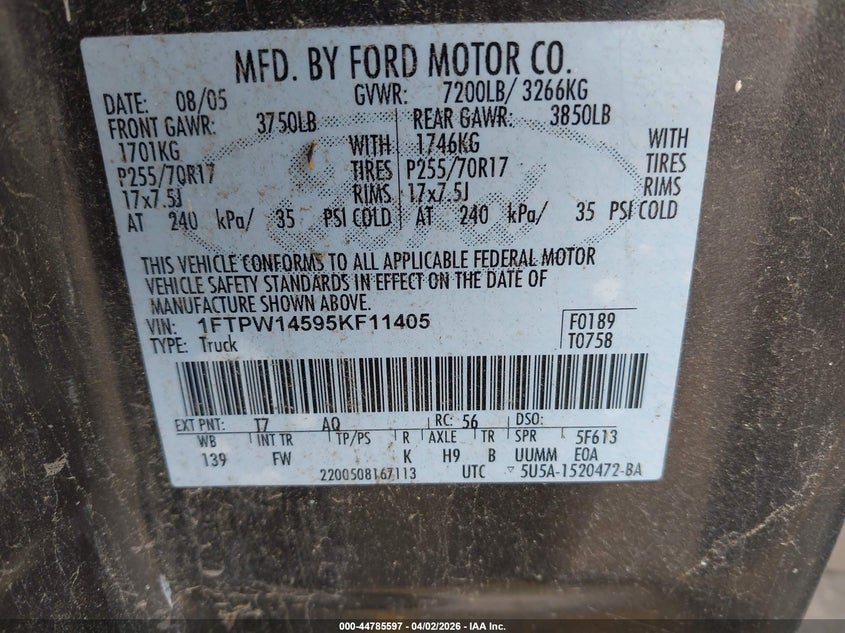 MFD. BY FORD MOTOR CO.
DATE: 08/05 GVWR: 7200LB/ 3266KG
FRONT GAWR: 3750LB REAR GAWR: 3850LB
1701KG WITH 1746KG WITH
P255/70R17 TIRES P255/70R17 TIRES
17x7.5J RIMS 17x7.5J RIMS
AT 240 kPa/ 35 PSI COLD AT 240 kPa/ 35 PSI COLD
THIS VEHICLE CONFORMS TO ALL APPLICABLE FEDERAL MOTOR
VEHICLE SAFETY STANDARDS IN EFFECT ON THE DATE OF
MANUFACTURE SHOWN ABOVE.
VIN: 1FTPW14595KF11405 F0189
TYPE: Truck T0758
EXT PNT: T7 AQ RC: 56 DSO:
WB INT TR TP/PS R AXLE TR SPR 5F613
139 FW K H9 B UUMM E0A
2200508167113 UTC ▽ 5U5A-1520472-BA
000-44785597 - 04/02/2026 - IAA Inc.